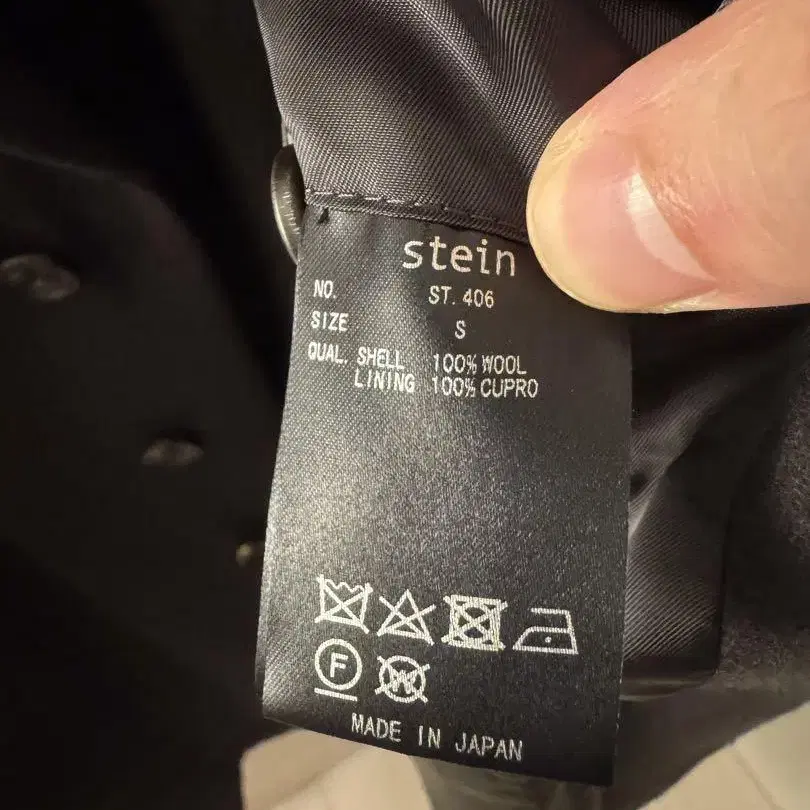 stein
NO. ST. 406
SIZE S
QUAL. SHELL 100% WOOL
LINING 100% CUPRO
F W
MADE IN JAPAN